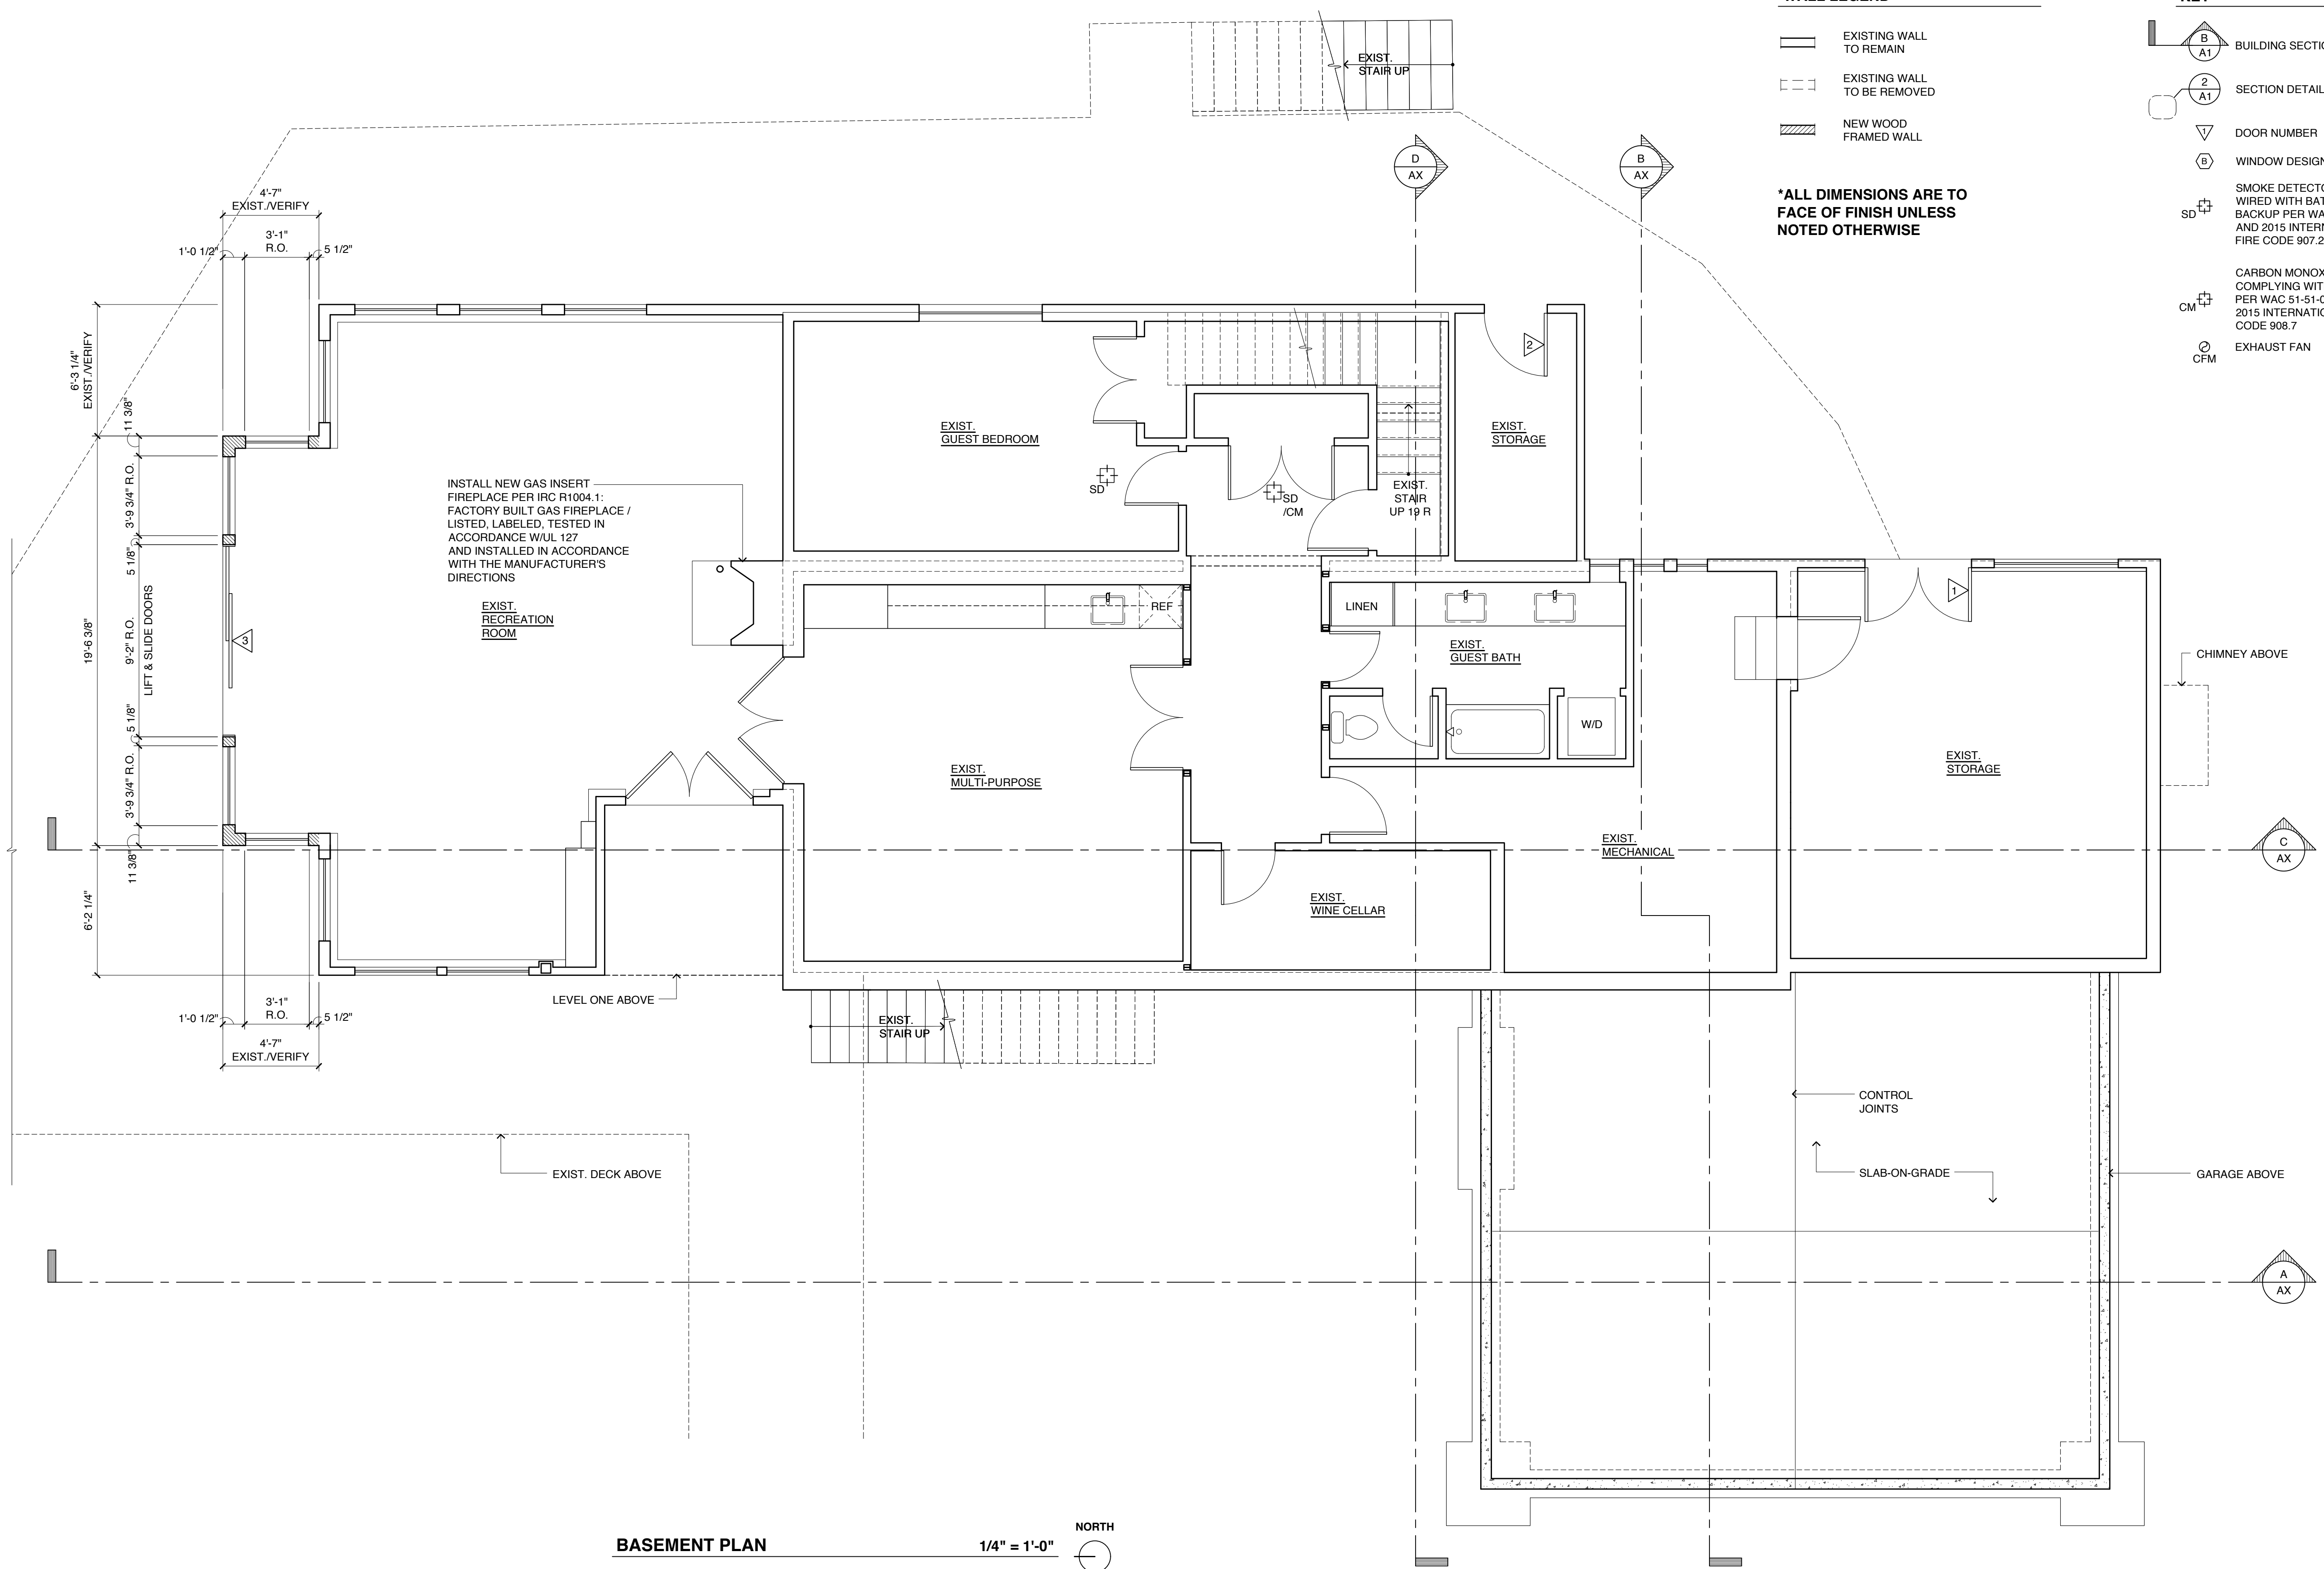 EXISTING WALL
TO REMAIN
EXISTING WALL
TO BE REMOVED
NEW WOOD
FRAMED WALL
*ALL DIMENSIONS ARE TO
FACE OF FINISH UNLESS
NOTED OTHERWISE
B
A1
BUILDING SECTIO
2
A1
SECTION DETAIL
1
DOOR NUMBER
B
WINDOW DESIGN
SD
SMOKE DETECTO
WIRED WITH BAT
BACKUP PER WA
AND 2015 INTERN
FIRE CODE 907.2
CM
CARBON MONOX
COMPLYING WIT
PER WAC 51-51-0
2015 INTERNATIO
CODE 908.7
CFM
EXHAUST FAN
EXIST.
STAIR UP
D
AX
B
AX
4'-7"
EXIST./VERIFY
1'-0 1/2"
3'-1"
R.O.
5 1/2"
6'-3 1/4"
EXIST./VERIFY
11 3/8"
3'-9 3/4" R.O.
5 1/8"
19'-6 3/8"
9'-2" R.O.
LIFT & SLIDE DOORS
5 1/8"
3'-9 3/4" R.O.
11 3/8"
6'-2 1/4"
3
INSTALL NEW GAS INSERT
FIREPLACE PER IRC R1004.1:
FACTORY BUILT GAS FIREPLACE /
LISTED, LABELED, TESTED IN
ACCORDANCE W/UL 127
AND INSTALLED IN ACCORDANCE
WITH THE MANUFACTURER'S
DIRECTIONS
EXIST.
RECREATION
ROOM
EXIST.
GUEST BEDROOM
SD
SD
/CM
EXIST.
STAIR
UP 19 R
EXIST.
STORAGE
2
REF
LINEN
EXIST.
GUEST BATH
W/D
1
EXIST.
MULTI-PURPOSE
EXIST.
STORAGE
CHIMNEY ABOVE
EXIST.
MECHANICAL
C
AX
EXIST.
WINE CELLAR
LEVEL ONE ABOVE
EXIST.
STAIR UP
1'-0 1/2"
3'-1"
R.O.
5 1/2"
4'-7"
EXIST./VERIFY
CONTROL
JOINTS
EXIST. DECK ABOVE
SLAB-ON-GRADE
GARAGE ABOVE
A
AX
BASEMENT PLAN
1/4" = 1'-0"
NORTH